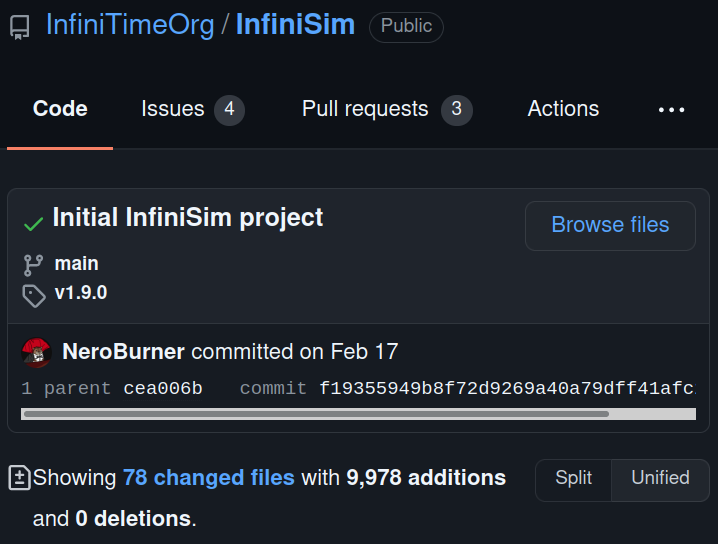 InfiniTimeOrg / InfiniSim Public
Code Issues 4 Pull requests 3 Actions ...
Initial InfiniSim project Browse files
main
v1.9.0
NeroBurner committed on Feb 17
1 parent cea006b commit f19355949b8f72d9269a40a79dff41afc
Showing 78 changed files with 9,978 additions Split Unified
and 0 deletions.